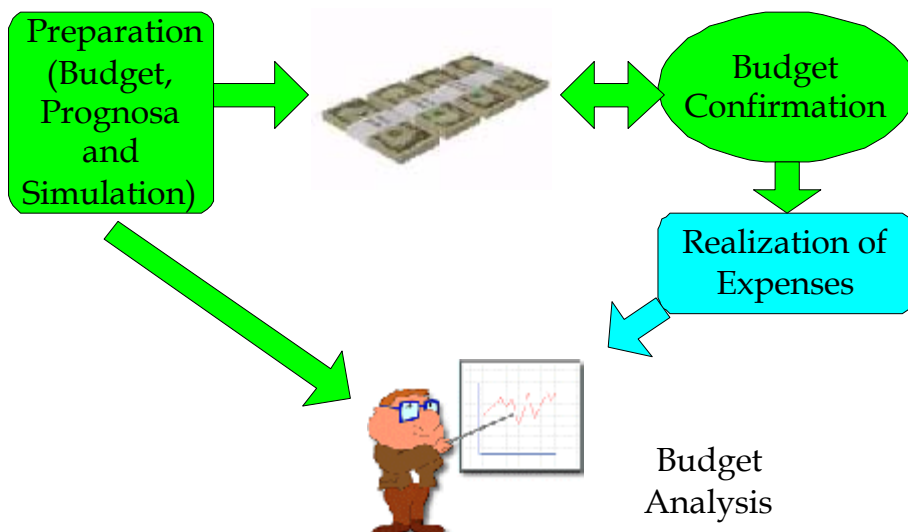 Preparation
(Budget,
Prognosa
and
Simulation)
Budget
Confirmation
Realization of
Expenses
Budget
Analysis